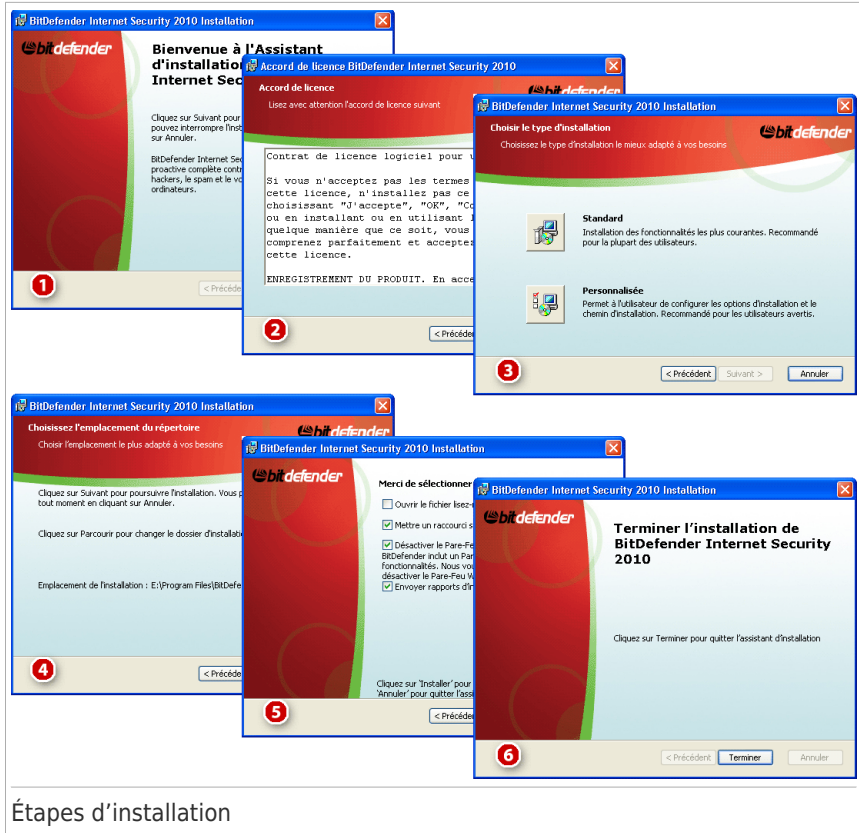 BitDefender Internet Security 2010 Installation
bitdefender
Bienvenue à l'Assistant
d'installation
Internet Sec
Cliquez sur Suivant pour
pouvez interrompre
sur Annuler.
BitDefender Internet Sec
proactive complète contr
hackers, le spam et le vo
ordinateurs.
< Précéde
1
Accord de licence BitDefender Internet Security 2010
Accord de licence
Lisez avec attention l'accord de licence suivant
bitdefender
Contrat de licence logiciel pour u
Si vous n'acceptez pas les termes
cette licence, n'installez pas ce
choisissant "J'accepte", "OK", "Co
ou en installant ou en utilisant l
quelque manière que ce soit, vous
comprenez parfaitement et accepte
cette licence.
ENREGISTREMENT DU PRODUIT. En acce
< Précéde
2
BitDefender Internet Security 2010 Installation
Choisir le type d'installation
Choisissez le type d'installation le mieux adapté à vos besoins
bitdefender
Standard
Installation des fonctionnalités les plus courantes. Recommandé
pour la plupart des utilisateurs.
Personnalisée
Permet à l'utilisateur de configurer les options d'installation et le
chemin d'installation. Recommandé pour les utilisateurs avertis.
< Précédent
Suivant >
Annuler
3
BitDefender Internet Security 2010 Installation
Choisissez l'emplacement du répertoire
Choisir l'emplacement le plus adapté à vos besoins
bitdefender
Cliquez sur Suivant pour poursuivre l'installation. Vous p
tout moment en cliquant sur Annuler.
Cliquez sur Parcourir pour changer le dossier d'installati
Emplacement de l'installation : E:\Program Files\BitDefe
< Précéde
4
BitDefender Internet Security 2010 Installation
bitdefender
Merci de sélectionner
Ouvrir le fichier lisez-
Mettre un raccourci s
Désactiver le Pare-Fe
BitDefender inclut un Par
fonctionnalités. Nous vou
désactiver le Pare-Feu W
Envoyer rapports d'in
Cliquez sur 'Installer' pour
'Annuler' pour quitter l'assi
< Précéde
5
BitDefender Internet Security 2010 Installation
bitdefender
Terminer l'installation de
BitDefender Internet Security
2010
Cliquez sur Terminer pour quitter l'assistant d'installation
< Précédent
Terminer
Annuler
6
Étapes d'installation